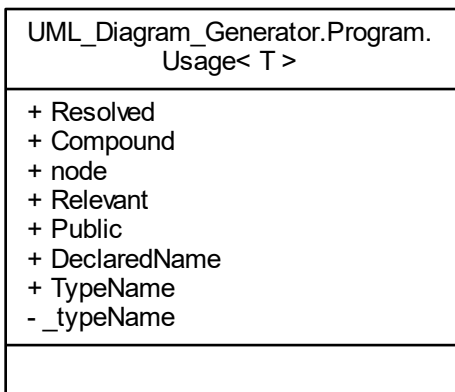 UML_Diagram_Generator.Program.
Usage< T >
+ Resolved
+ Compound
+ node
+ Relevant
+ Public
+ DeclaredName
+ TypeName
- _typeName